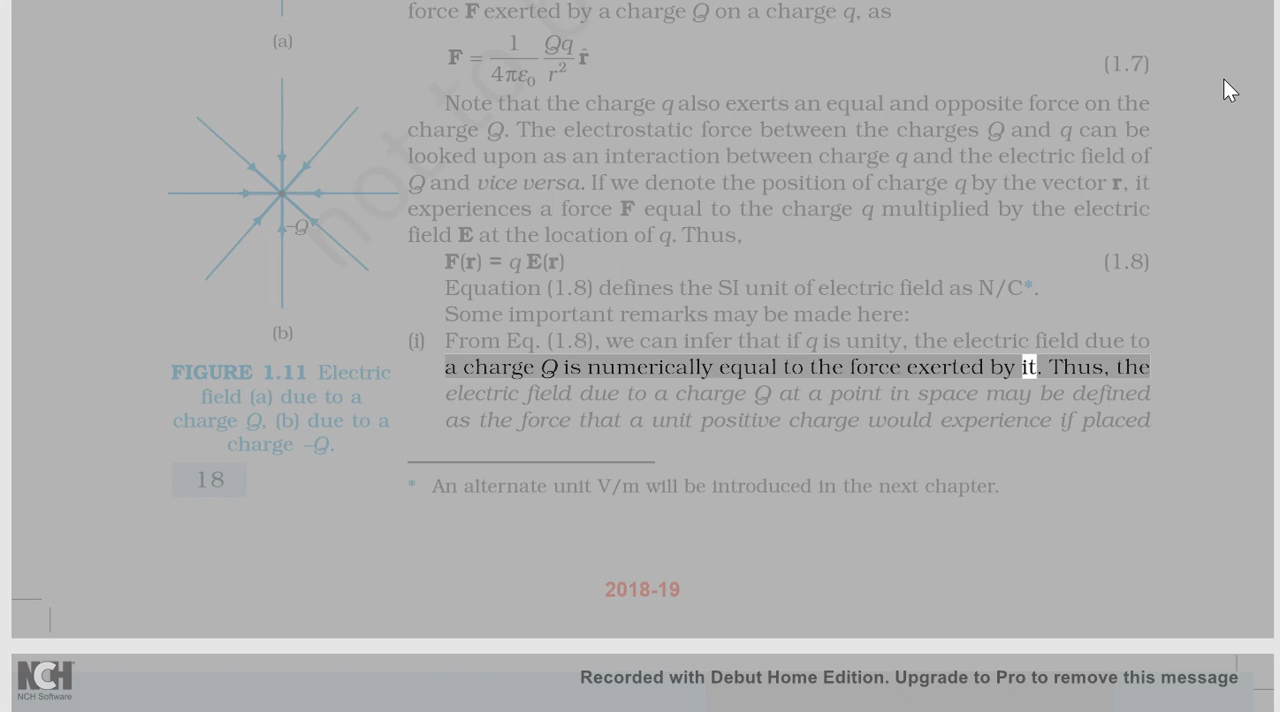 force F exerted by a charge Q on a charge q, as
(a)
F = 1/4πε₀ Qq/r² r̂ (1.7)
Note that the charge q also exerts an equal and opposite force on the
charge Q. The electrostatic force between the charges Q and q can be
looked upon as an interaction between charge q and the electric field of
Q and vice versa. If we denote the position of charge q by the vector r, it
experiences a force F equal to the charge q multiplied by the electric
field E at the location of q. Thus,
–Q
F(r) = q E(r) (1.8)
Equation (1.8) defines the SI unit of electric field as N/C*.
Some important remarks may be made here:
(b)
(i) From Eq. (1.8), we can infer that if q is unity, the electric field due to
a charge Q is numerically equal to the force exerted by it. Thus, the
electric field due to a charge Q at a point in space may be defined
as the force that a unit positive charge would experience if placed
FIGURE 1.11 Electric
field (a) due to a
charge Q, (b) due to a
charge –Q.
18
* An alternate unit V/m will be introduced in the next chapter.
not to
2018-19
NCH
NCH Software
Recorded with Debut Home Edition. Upgrade to Pro to remove this message